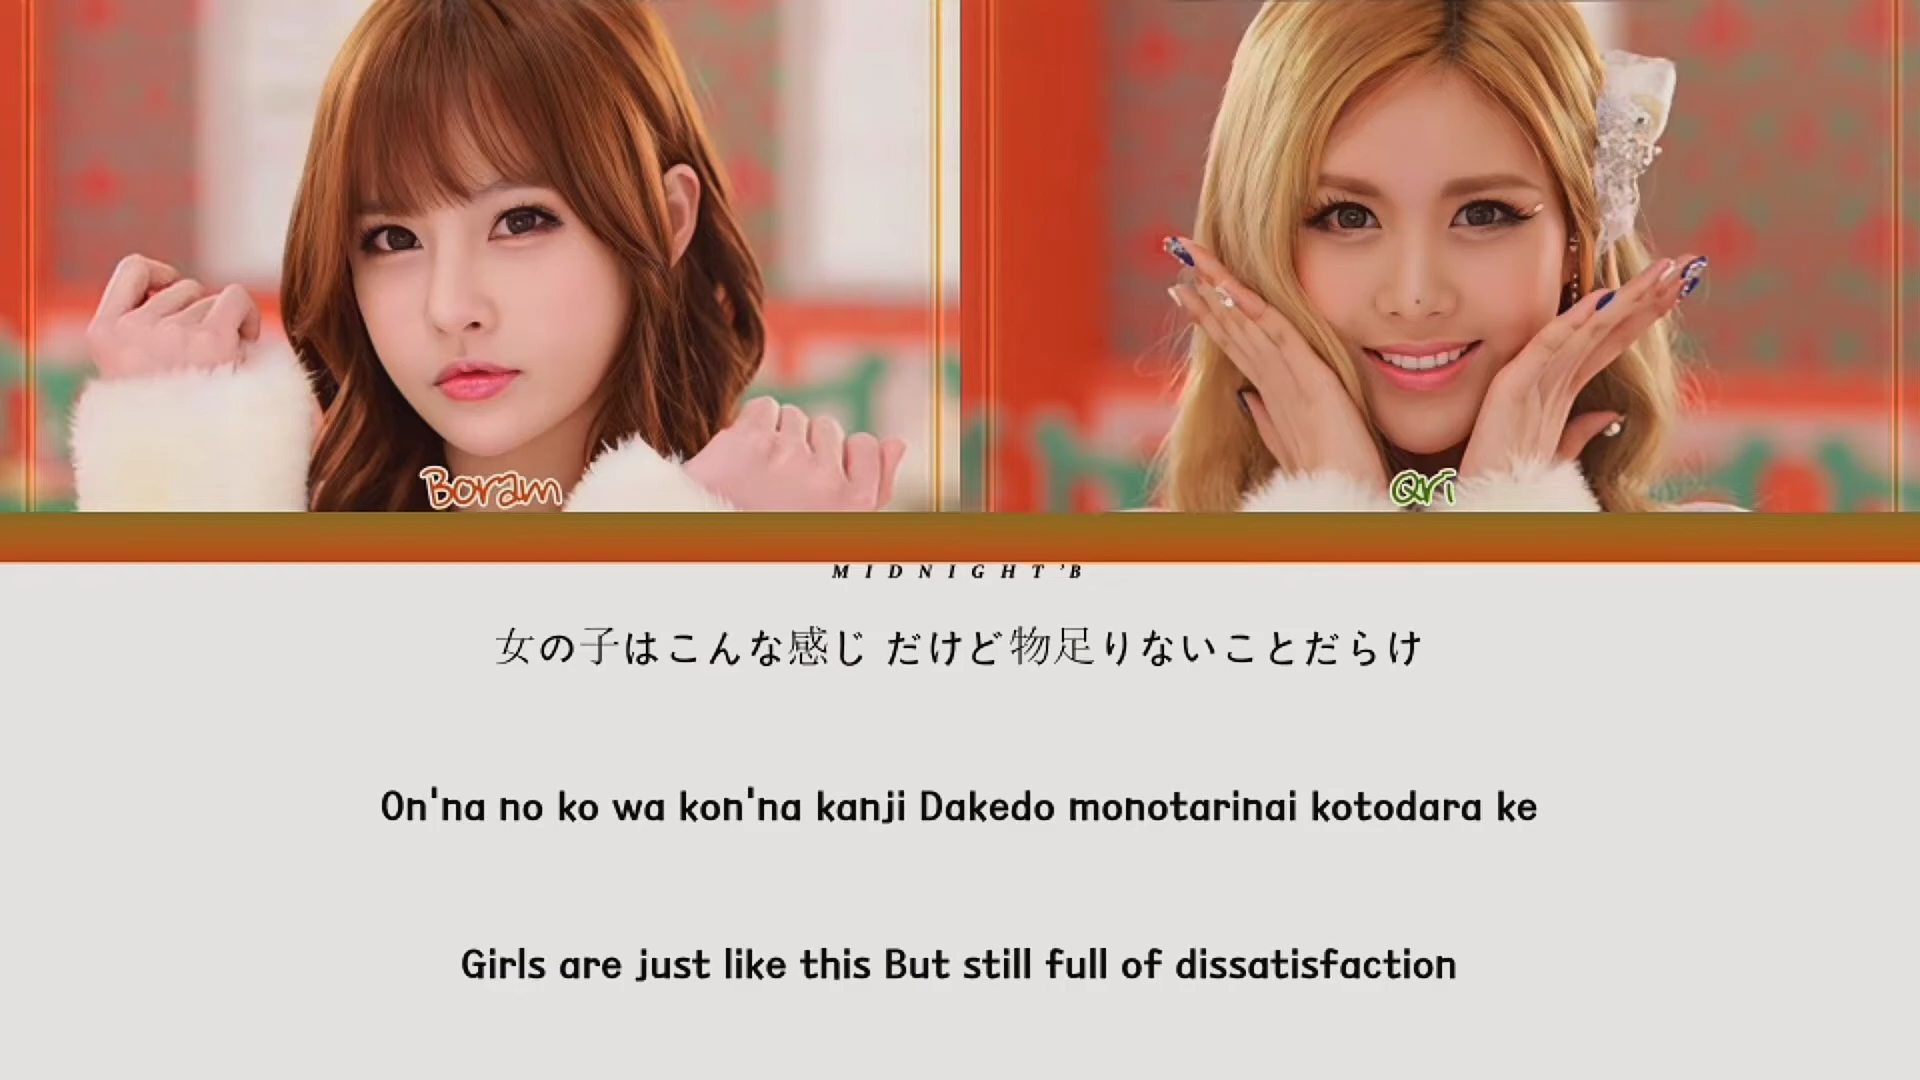 Boram
Qri
MIDNIGHT'B
女の子はこんな感じ だけど物足りないことだらけ
On'na no ko wa kon'na kanji Dakedo monotarinai kotodara ke
Girls are just like this But still full of dissatisfaction